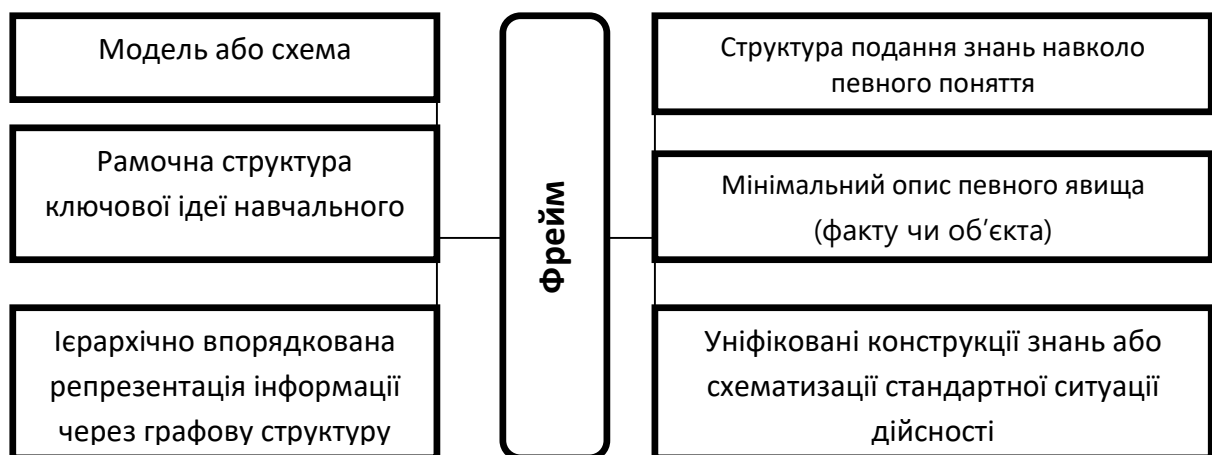 Модель або схема
Рамочна структура
ключової ідеї навчального
Ієрархічно впорядкована
репрезентація інформації
через графову структуру
Фрейм
Структура подання знань навколо
певного поняття
Мінімальний опис певного явища
(факту чи об’єкта)
Уніфіковані конструкції знань або
схематизації стандартної ситуації
дійсності